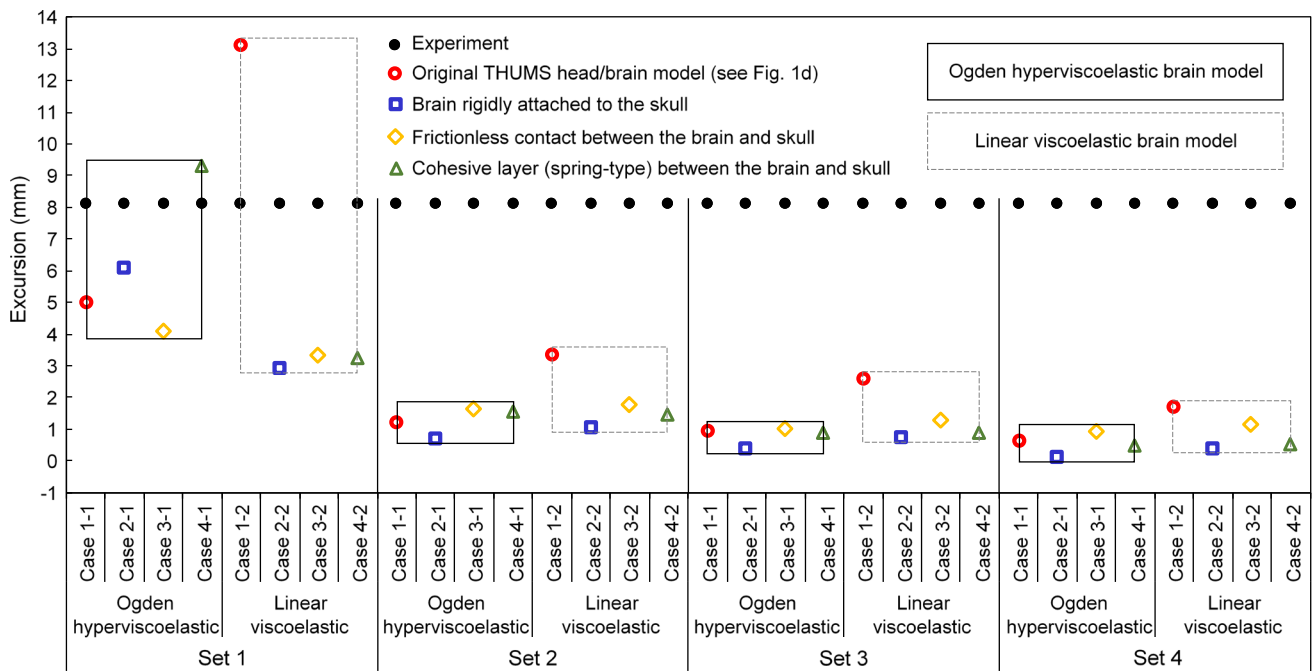 Excursion (mm)
14
13
12
11
10
9
8
7
6
5
4
3
2
1
0
-1
Experiment
Original THUMS head/brain model (see Fig. 1d)
Brain rigidly attached to the skull
Frictionless contact between the brain and skull
Cohesive layer (spring-type) between the brain and skull
Ogden hyperviscoelastic brain model
Linear viscoelastic brain model
Case 1-1
Case 2-1
Case 3-1
Case 4-1
Case 1-2
Case 2-2
Case 3-2
Case 4-2
Case 1-1
Case 2-1
Case 3-1
Case 4-1
Case 1-2
Case 2-2
Case 3-2
Case 4-2
Case 1-1
Case 2-1
Case 3-1
Case 4-1
Case 1-2
Case 2-2
Case 3-2
Case 4-2
Case 1-1
Case 2-1
Case 3-1
Case 4-1
Case 1-2
Case 2-2
Case 3-2
Case 4-2
Ogden
hyperviscoelastic
Linear
viscoelastic
Ogden
hyperviscoelastic
Linear
viscoelastic
Ogden
hyperviscoelastic
Linear
viscoelastic
Ogden
hyperviscoelastic
Linear
viscoelastic
Set 1
Set 2
Set 3
Set 4